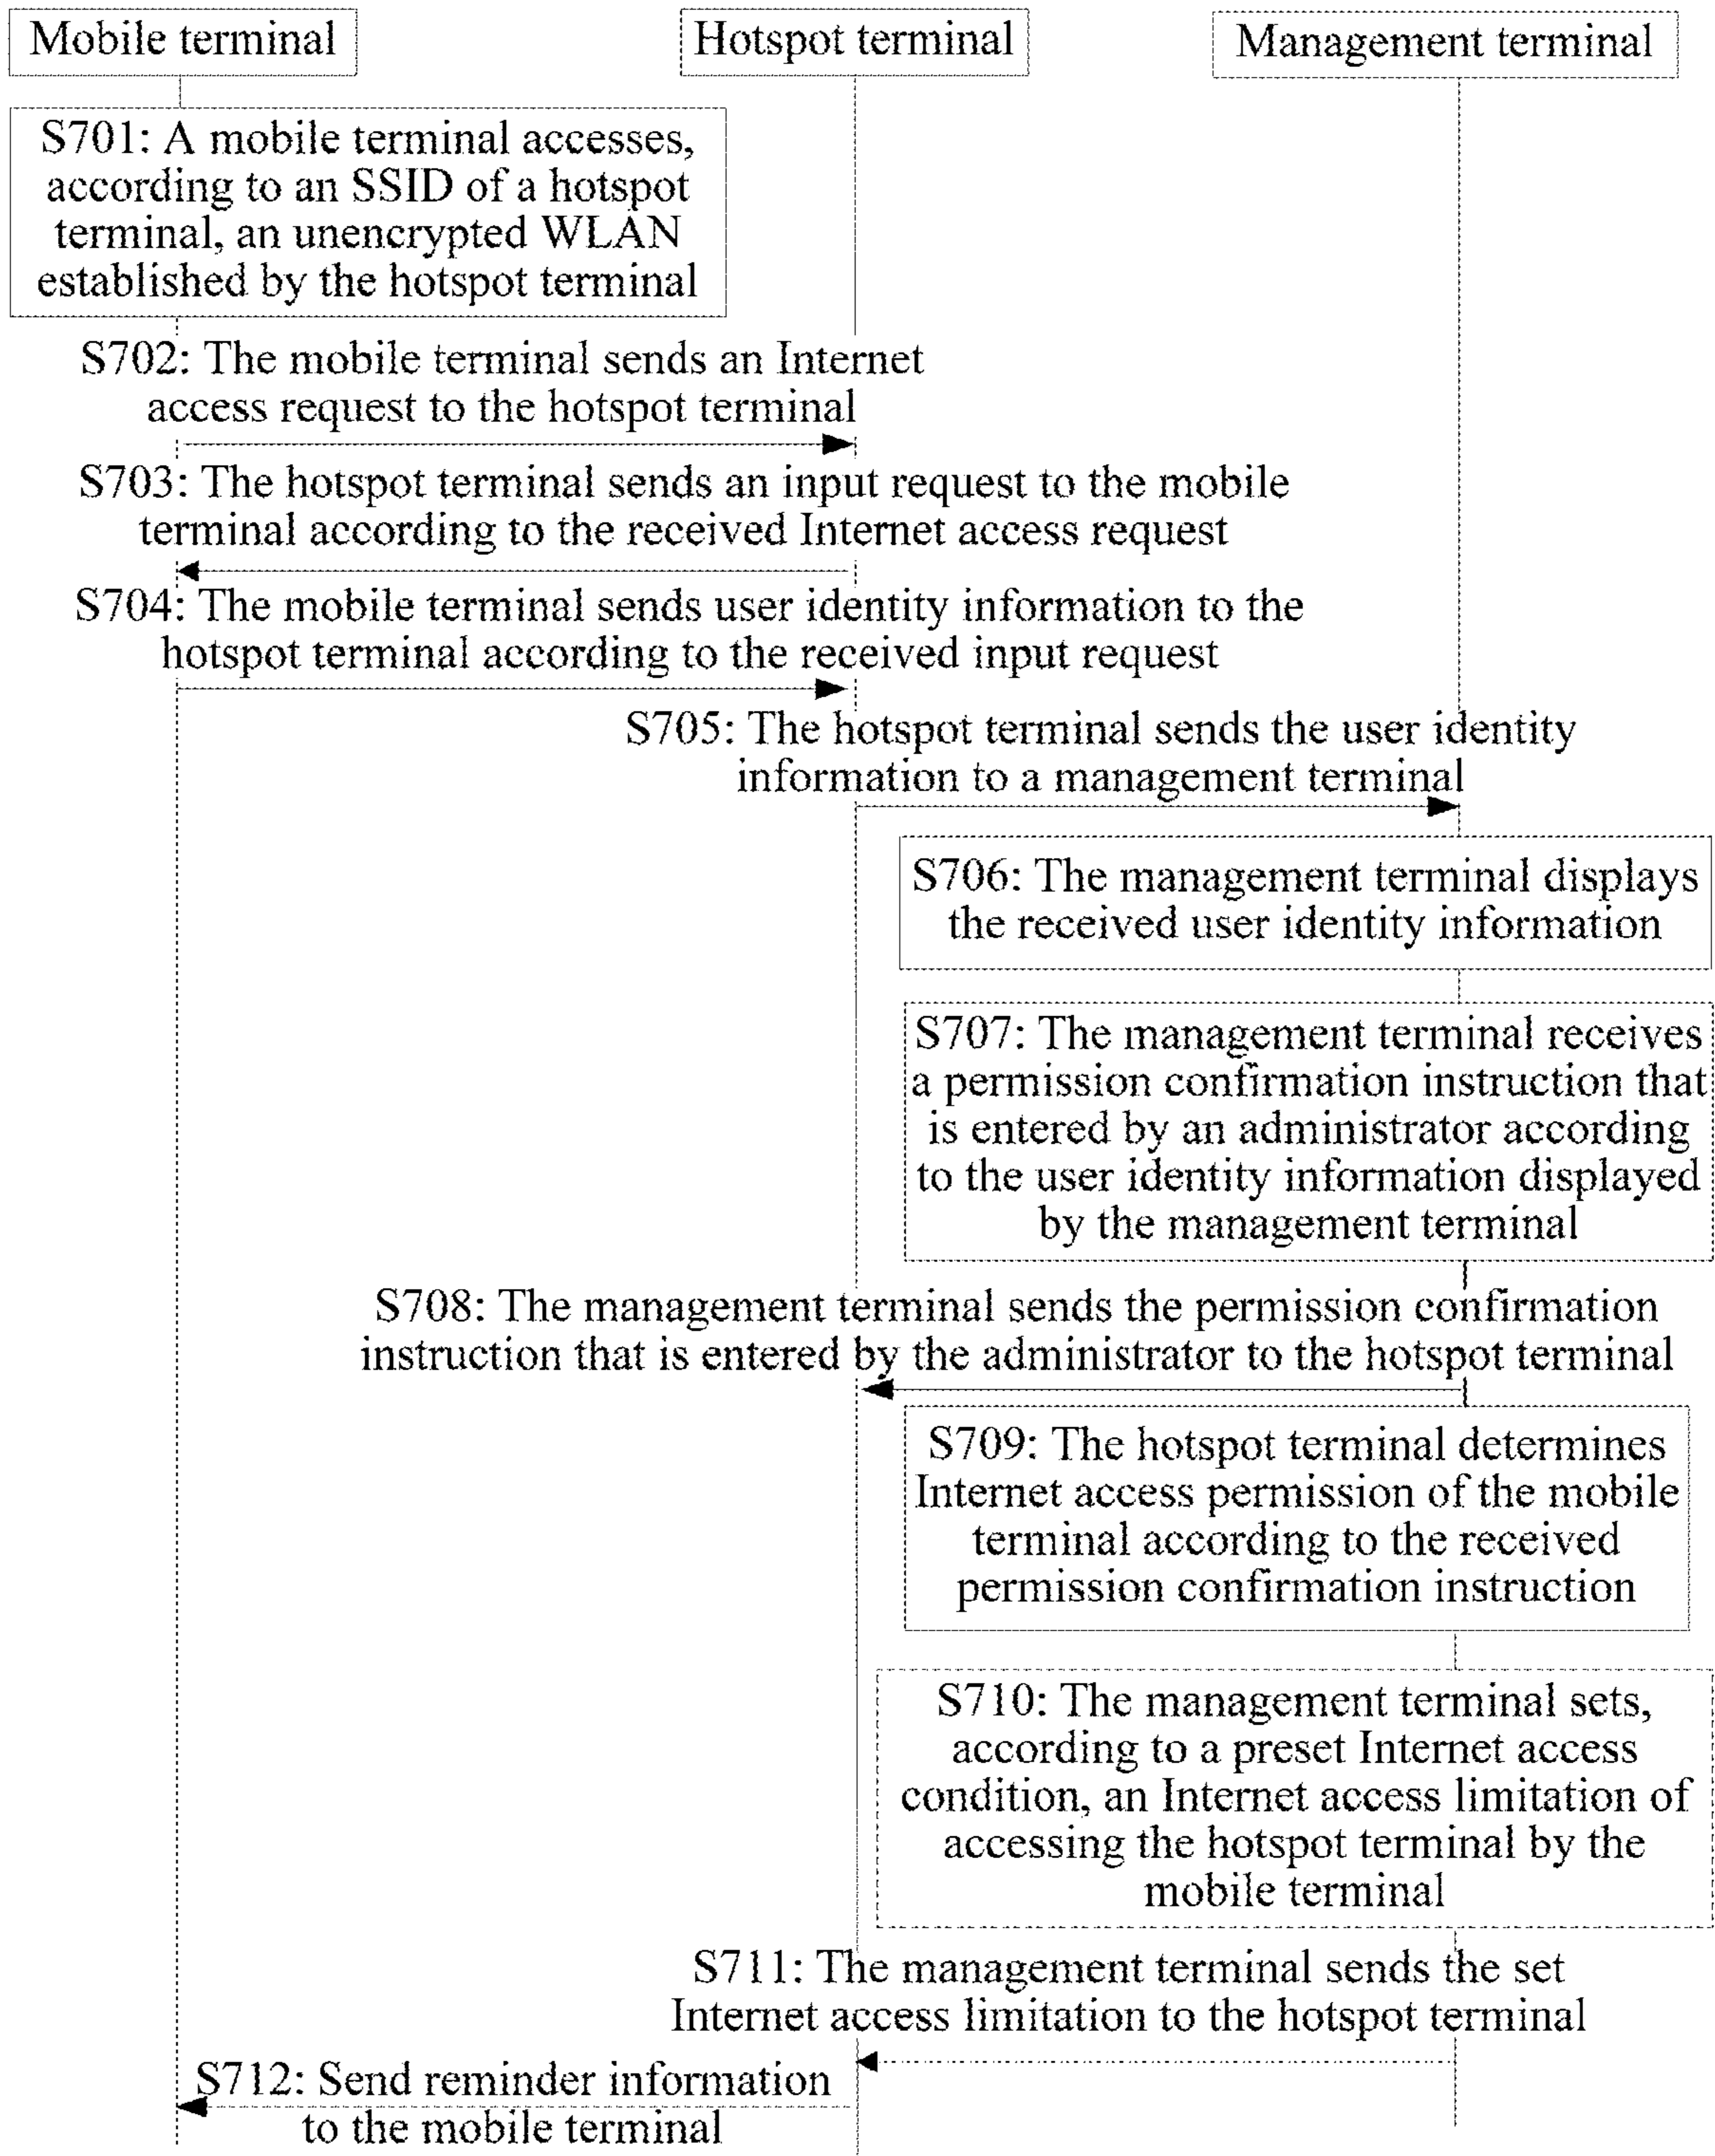 Mobile terminal
Hotspot terminal
Management terminal
S701: A mobile terminal accesses,
according to an SSID of a hotspot
terminal, an unencrypted WLAN
established by the hotspot terminal
S702: The mobile terminal sends an Internet
access request to the hotspot terminal
S703: The hotspot terminal sends an input request to the mobile
terminal according to the received Internet access request
S704: The mobile terminal sends user identity information to the
hotspot terminal according to the received input request
S705: The hotspot terminal sends the user identity
information to a management terminal
S706: The management terminal displays
the received user identity information
S707: The management terminal receives
a permission confirmation instruction that
is entered by an administrator according
to the user identity information displayed
by the management terminal
S708: The management terminal sends the permission confirmation
instruction that is entered by the administrator to the hotspot terminal
S709: The hotspot terminal determines
Internet access permission of the mobile
terminal according to the received
permission confirmation instruction
S710: The management terminal sets,
according to a preset Internet access
condition, an Internet access limitation of
accessing the hotspot terminal by the
mobile terminal
S711: The management terminal sends the set
Internet access limitation to the hotspot terminal
S712: Send reminder information
to the mobile terminal